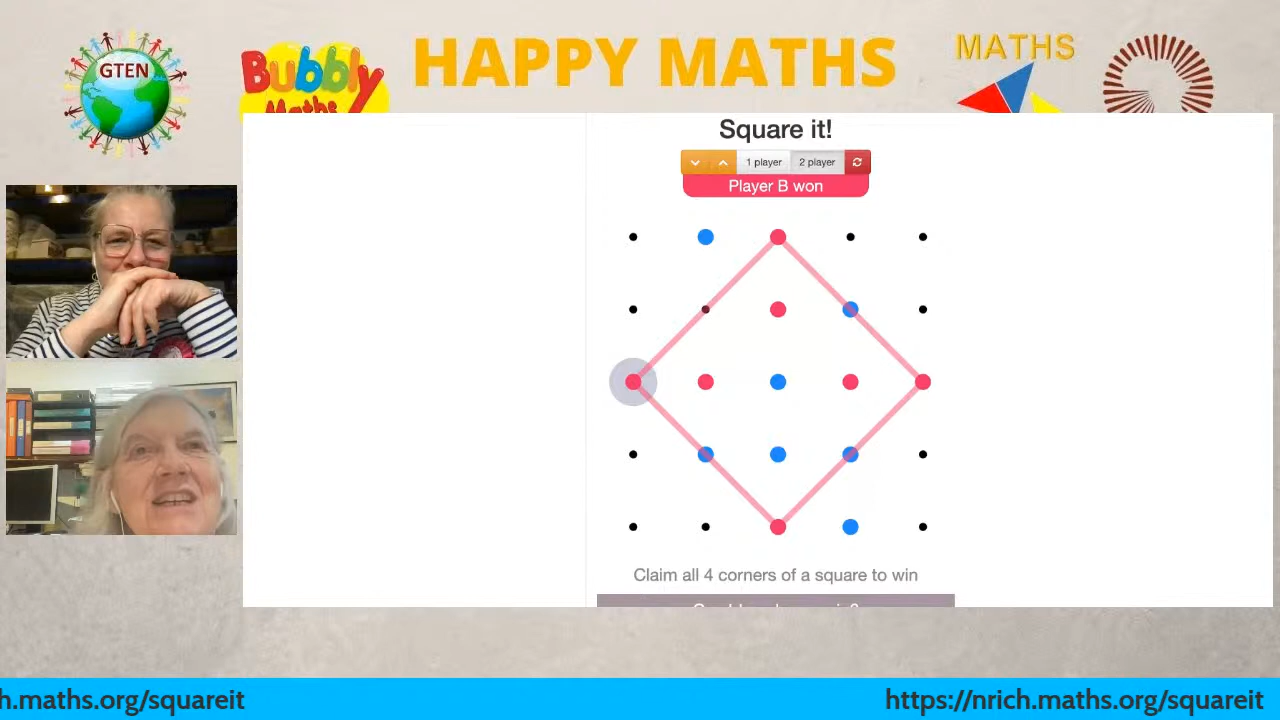 GTEN
Bubbly
Maths
HAPPY MATHS
MATHS
Square it!
1 player
2 player
Player B won
Claim all 4 corners of a square to win
h.maths.org/squareit
https://nrich.maths.org/squareit